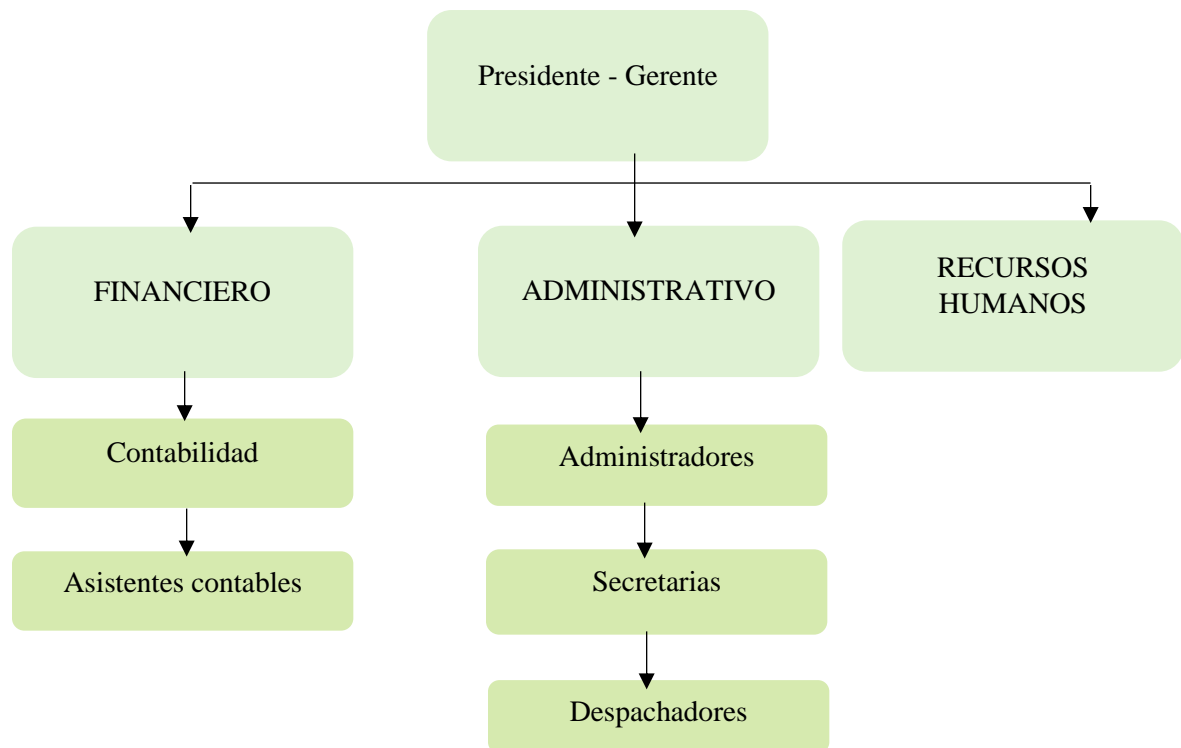 Presidente - Gerente
FINANCIERO
ADMINISTRATIVO
RECURSOS
HUMANOS
Contabilidad
Administradores
Asistentes contables
Secretarias
Despachadores